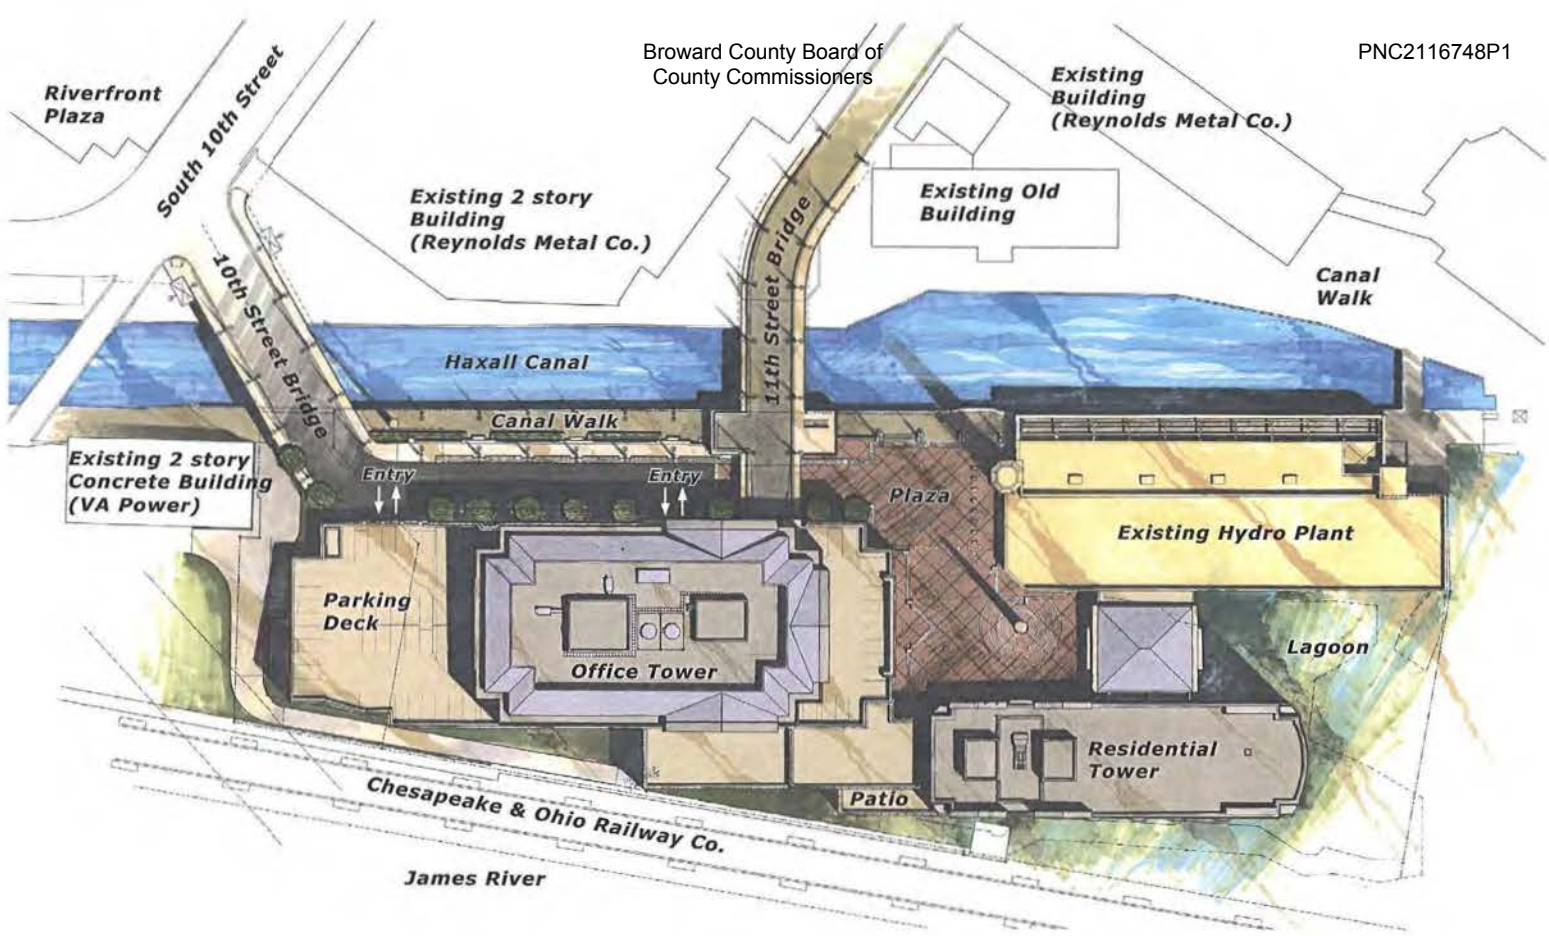 Broward County Board of
County Commissioners
PNC2116748P1
Riverfront
Plaza
South 10th Street
Existing
Building
(Reynolds Metal Co.)
Existing 2 story
Building
(Reynolds Metal Co.)
Existing Old
Building
11th Street Bridge
10th Street Bridge
Canal
Walk
Haxall Canal
Canal Walk
Existing 2 story
Concrete Building
(VA Power)
Entry
Entry
Plaza
Existing Hydro Plant
Parking
Deck
Office Tower
Lagoon
Residential
Tower
Patio
Chesapeake & Ohio Railway Co.
James River